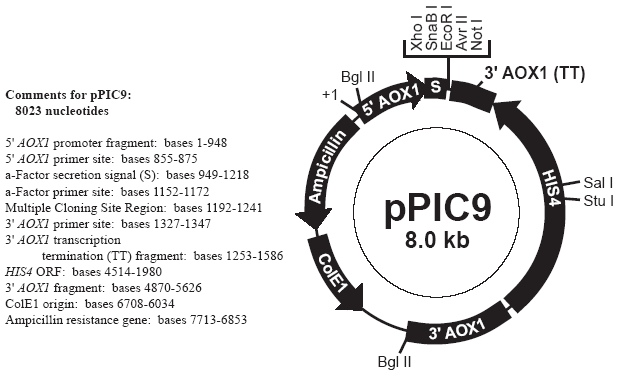 Comments for pPIC9:
8023 nucleotides
5' AOX1 promoter fragment: bases 1-948
5' AOX1 primer site: bases 855-875
a-Factor secretion signal (S): bases 949-1218
a-Factor primer site: bases 1152-1172
Multiple Cloning Site Region: bases 1192-1241
3' AOX1 primer site: bases 1327-1347
3' AOX1 transcription
termination (TT) fragment: bases 1253-1586
HIS4 ORF: bases 4514-1980
3' AOX1 fragment: bases 4870-5626
ColE1 origin: bases 6708-6034
Ampicillin resistance gene: bases 7713-6853
Xho I
SnaB I
EcoR I
Avr II
Not I
Bgl II
+1
5' AOX1
S
3' AOX1 (TT)
Ampicillin
HIS4
Sal I
Stu I
pPIC9
8.0 kb
ColE1
3' AOX1
Bgl II